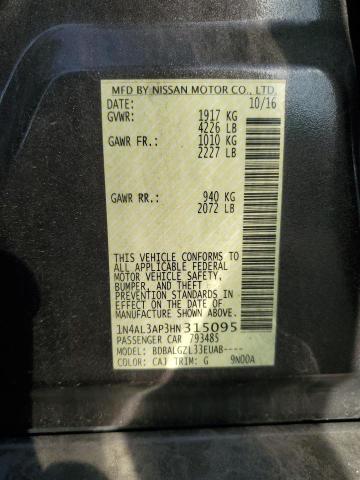 MFD BY NISSAN MOTOR CO., LTD.
DATE: 10/16
GVWR: 1917 KG
4226 LB
GAWR FR.: 1010 KG
2227 LB
GAWR RR.: 940 KG
2072 LB
THIS VEHICLE CONFORMS TO
ALL APPLICABLE FEDERAL
MOTOR VEHICLE SAFETY,
BUMPER, AND THEFT
PREVENTION STANDARDS IN
EFFECT ON THE DATE OF
MANUFACTURE SHOWN ABOVE.
1N4AL3AP3HN315095
PASSENGER CAR 793485
MODEL: BDBALGZL33EUAB----
COLOR: CAJ TRIM: G 9N00A